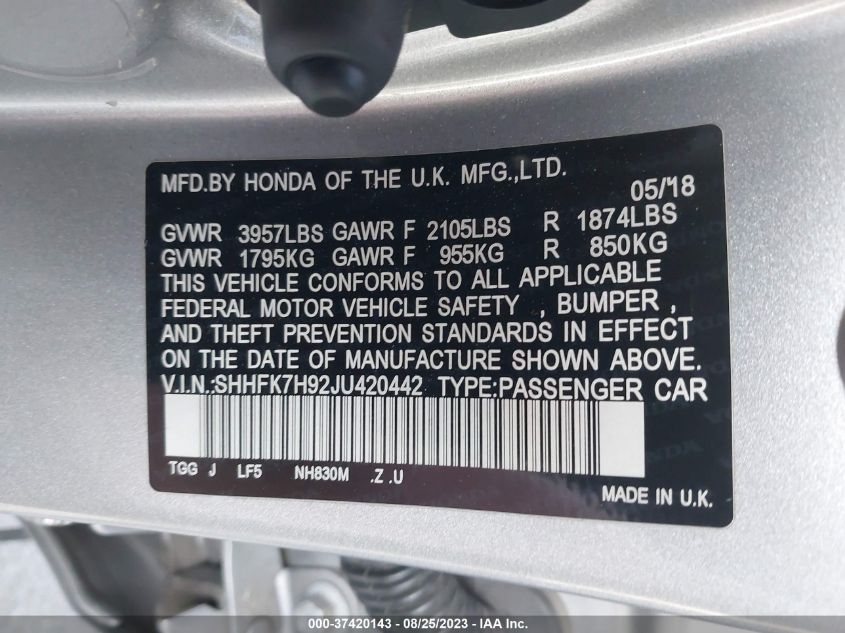 MFD.BY HONDA OF THE U.K. MFG.,LTD.
05/'18
GVWR 3957LBS GAWR F 2105LBS R 1874LBS
GVWR 1795KG GAWR F 955KG R 850KG
THIS VEHICLE CONFORMS TO ALL APPLICABLE
FEDERAL MOTOR VEHICLE SAFETY , BUMPER ,
AND THEFT PREVENTION STANDARDS IN EFFECT
ON THE DATE OF MANUFACTURE SHOWN ABOVE.
V.I.N.:SHHFK7H92JU420442 TYPE:PASSENGER CAR
TGG J LF5 NH830M .Z .U
MADE IN U.K.
000-37420143 - 08/25/2023 - IAA Inc.